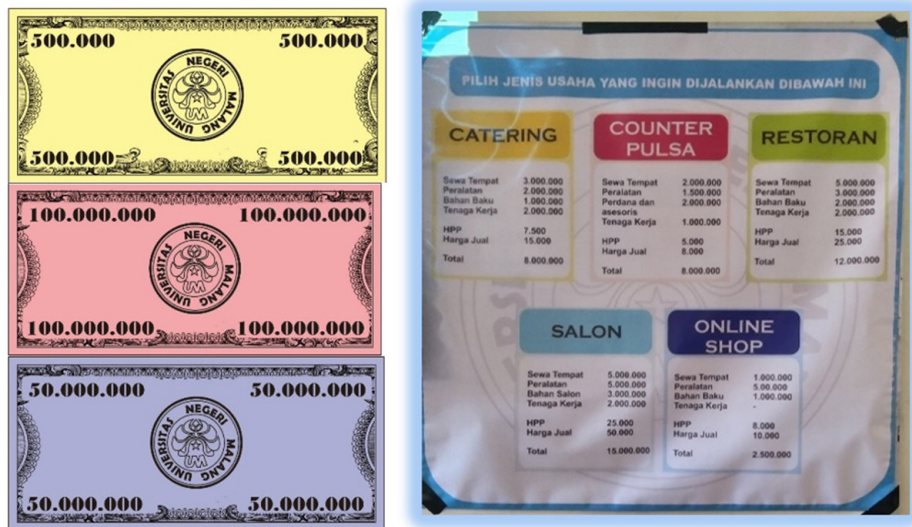 500.000 500.000
UNIVERSITAS NEGERI MALANG
UM
500.000 500.000
100.000.000 100.000.000
UNIVERSITAS NEGERI MALANG
UM
100.000.000 100.000.000
50.000.000 50.000.000
UNIVERSITAS NEGERI MALANG
UM
50.000.000 50.000.000
PILIH JENIS USAHA YANG INGIN DIJALANKAN DIBAWAH INI
CATERING
Sewa Tempat 3.000.000
Peralatan 2.000.000
Bahan Baku 1.000.000
Tenaga Kerja 2.000.000
HPP 7.500
Harga Jual 15.000
Total 8.000.000
COUNTER
PULSA
Sewa Tempat 2.000.000
Peralatan 1.500.000
Perdana dan 2.000.000
asesoris
Tenaga Kerja 1.000.000
HPP 5.000
Harga Jual 8.000
Total 8.000.000
RESTORAN
Sewa Tempat 5.000.000
Peralatan
Bahan Baku 2.000.000
Tenaga Kerja 2.000.000
HPP 15.000
Harga Jual 25.000
Total 12.000.000
SALON
Sewa Tempat 5.000.000
Peralatan 5.000.000
Bahan Salon 3.000.000
Tenaga Kerja 2.000.000
HPP 25.000
Harga Jual 50.000
Total 15.000.000
ONLINE
SHOP
Sewa Tempat 1.000.000
Peralatan 5.00.000
Bahan Baku 1.000.000
Tenaga Kerja -
HPP 8.000
Harga Jual 10.000
Total 2.500.000